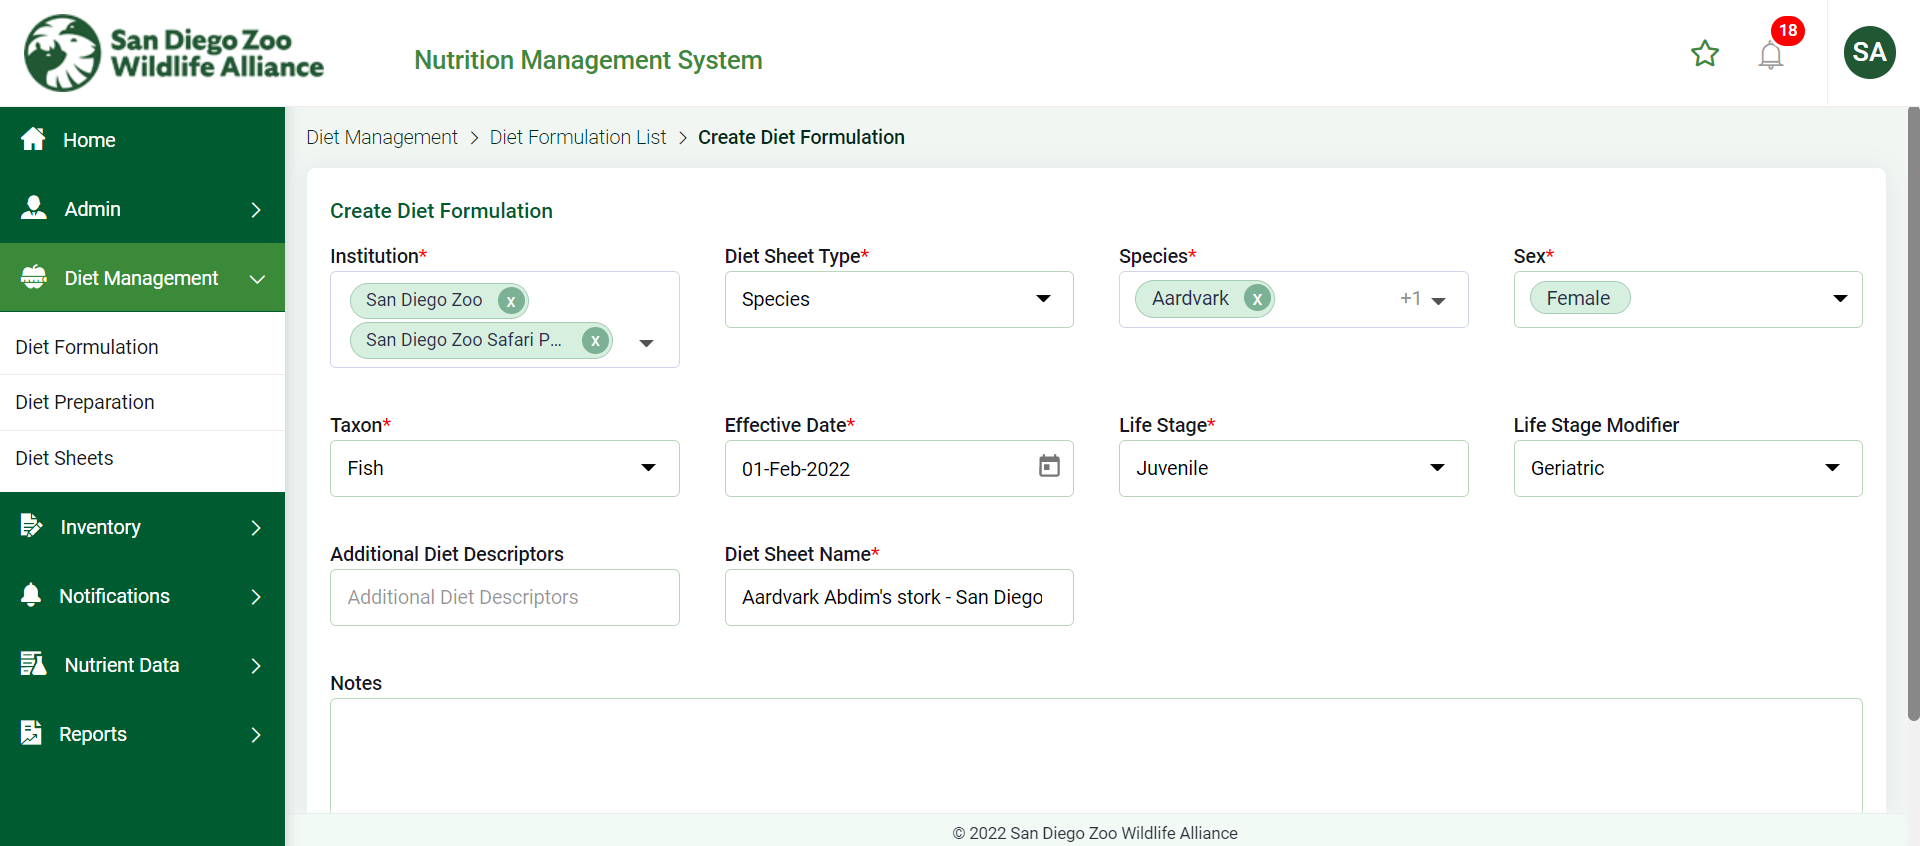 San Diego Zoo
Wildlife Alliance
Nutrition Management System
18
SA
Home
Admin
Diet Management
Diet Formulation
Diet Preparation
Diet Sheets
Inventory
Notifications
Nutrient Data
Reports
Diet Management > Diet Formulation List > Create Diet Formulation
Create Diet Formulation
Institution*
San Diego Zoo x
San Diego Zoo Safari P... x
Diet Sheet Type*
Species
Species*
Aardvark x +1
Sex*
Female
Taxon*
Fish
Effective Date*
01-Feb-2022
Life Stage*
Juvenile
Life Stage Modifier
Geriatric
Additional Diet Descriptors
Additional Diet Descriptors
Diet Sheet Name*
Aardvark Abdim's stork - San Diego
Notes
© 2022 San Diego Zoo Wildlife Alliance